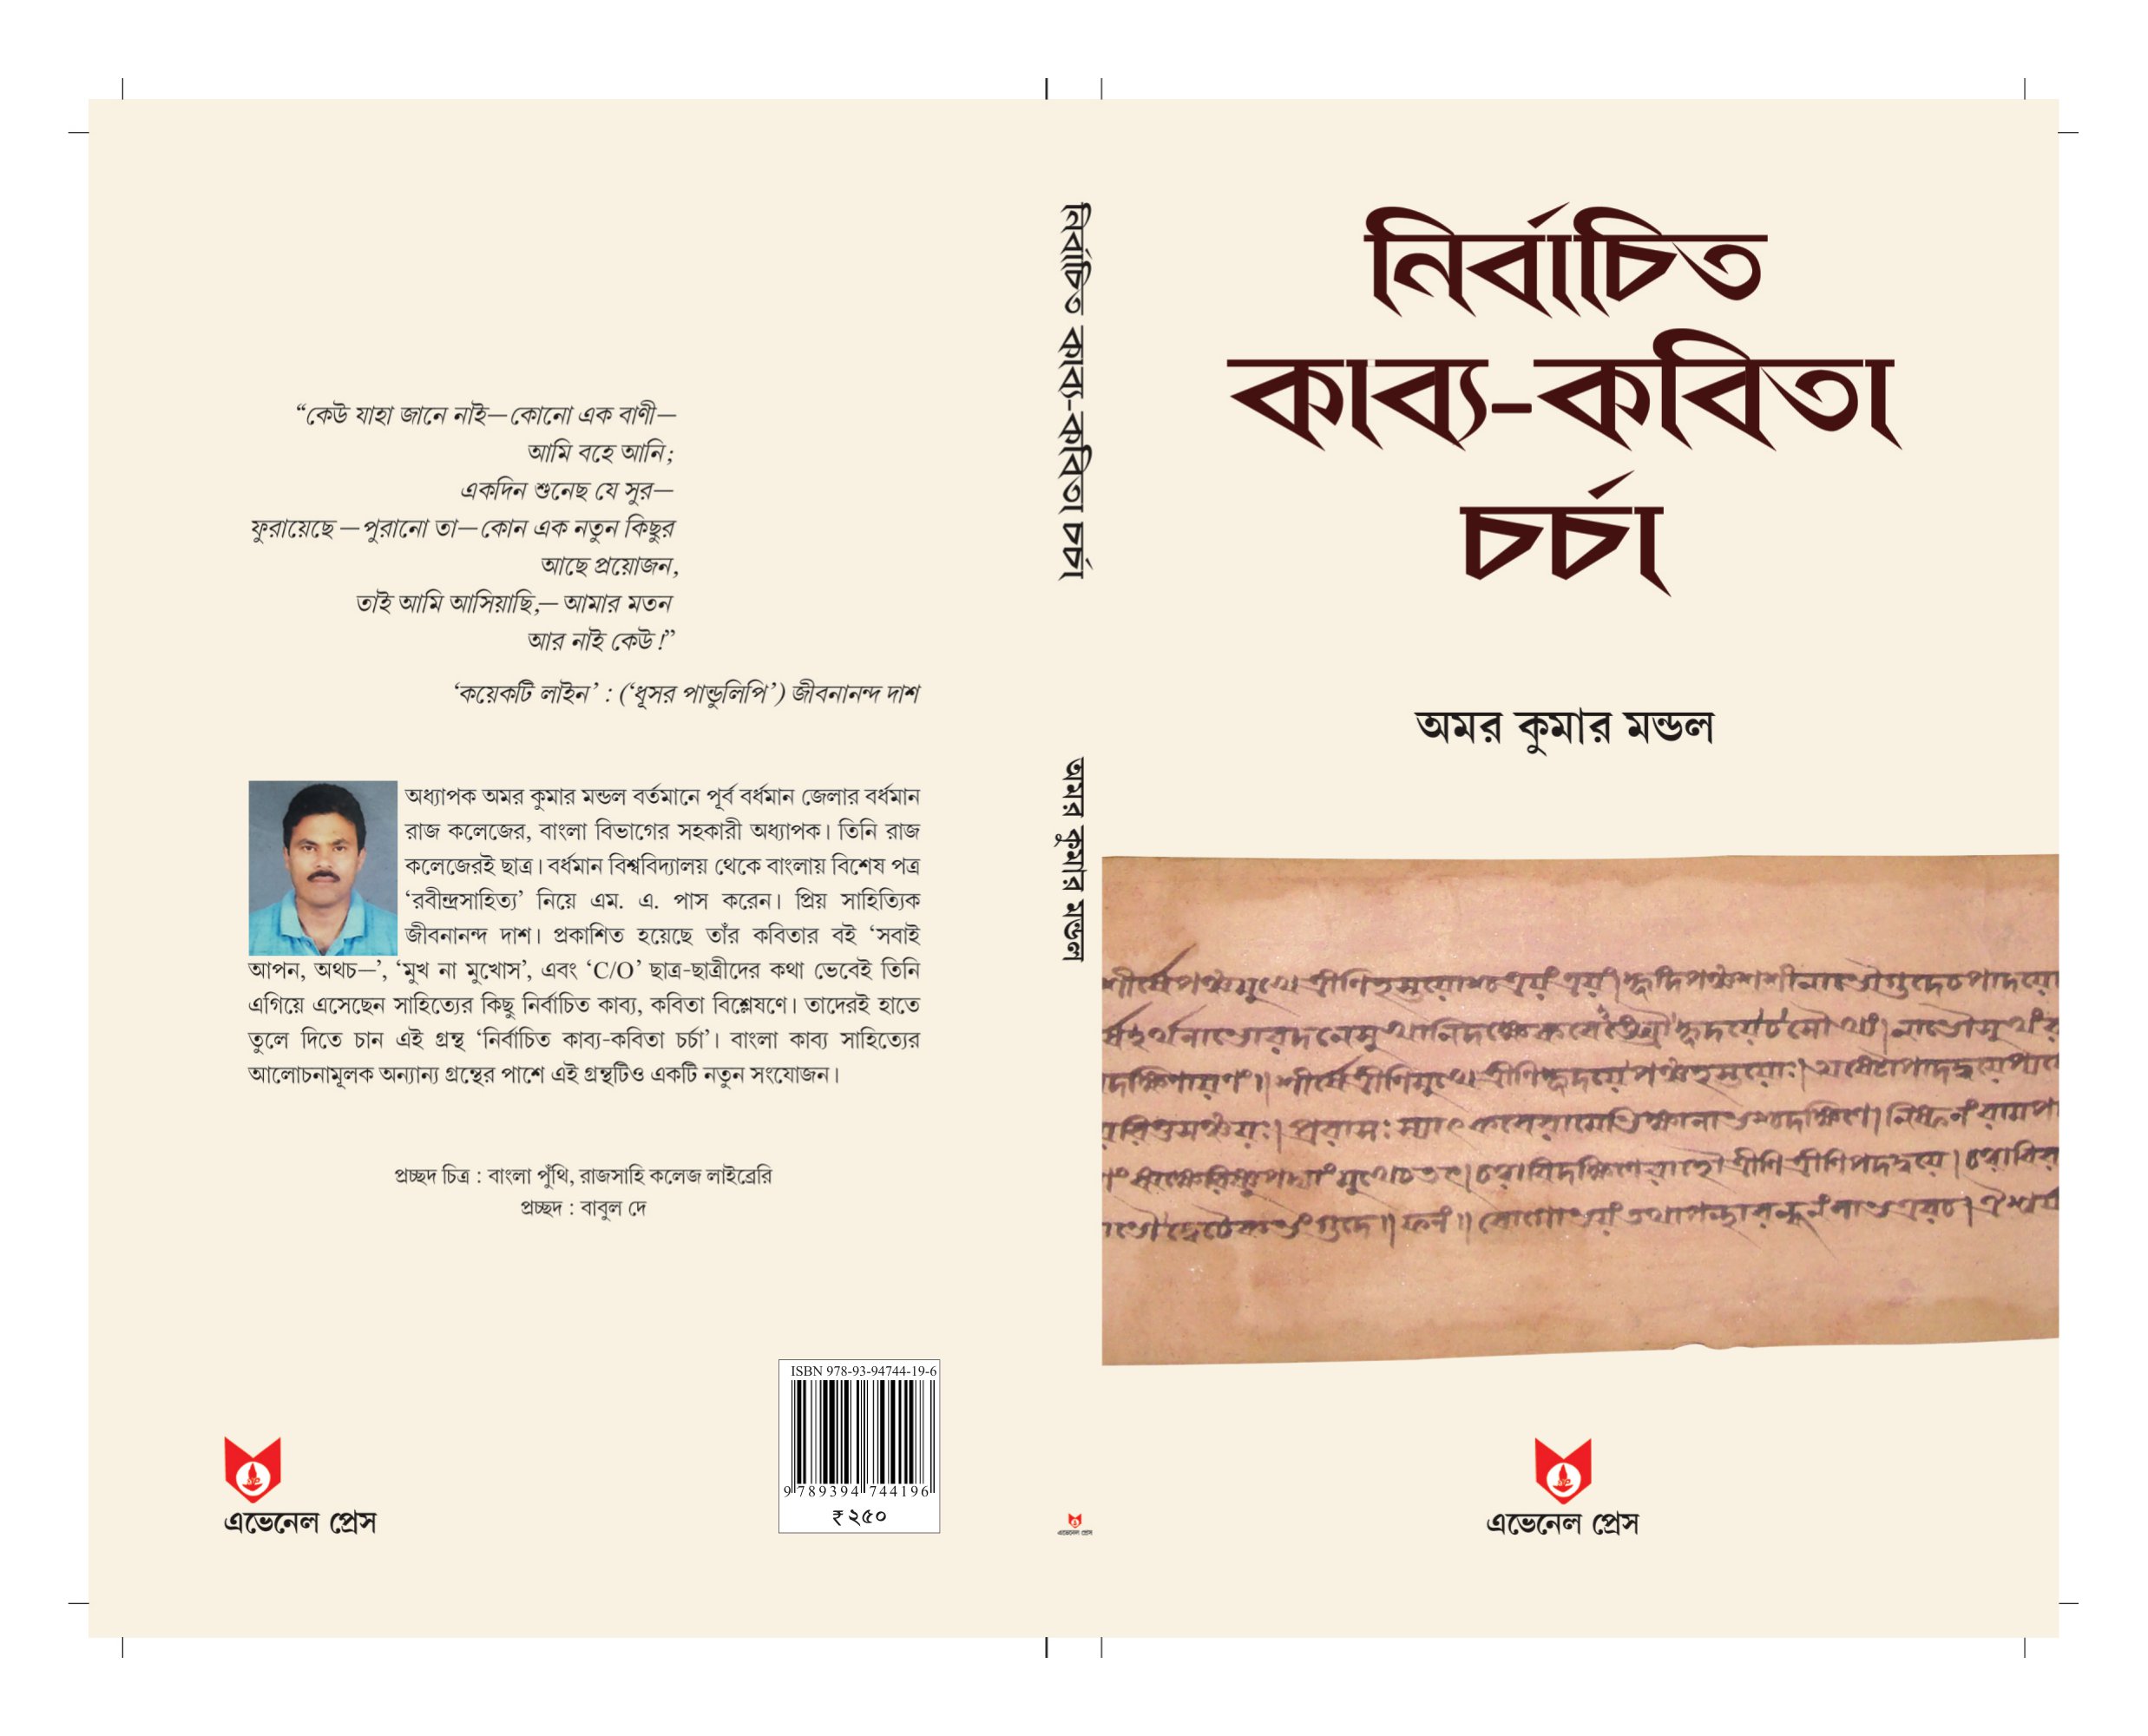 “কেউ যাহা জানে নাই—কোনো এক বাণী—
আমি বহে আনি;
একদিন শুনেছ যে সুর—
ফুরায়েছে—পুরানো তা—কোন এক নতুন কিছুর
আছে প্রয়োজন,
তাই আমি আসিয়াছি,—আমার মতন
আর নাই কেউ!”
‘কয়েকটি লাইন’ : (‘ধূসর পান্ডুলিপি’) জীবনানন্দ দাশ
অধ্যাপক অমর কুমার মন্ডল বর্তমানে পূর্ব বর্ধমান জেলার বর্ধমান
রাজ কলেজের, বাংলা বিভাগের সহকারী অধ্যাপক। তিনি রাজ
কলেজেরই ছাত্র। বর্ধমান বিশ্ববিদ্যালয় থেকে বাংলায় বিশেষ পত্র
‘রবীন্দ্রসাহিত্য’ নিয়ে এম. এ. পাস করেন। প্রিয় সাহিত্যিক
জীবনানন্দ দাশ। প্রকাশিত হয়েছে তাঁর কবিতার বই ‘সবাই
আপন, অথচ—’, ‘মুখ না মুখোস’, এবং ‘C/O’ ছাত্র-ছাত্রীদের কথা ভেবেই তিনি
এগিয়ে এসেছেন সাহিত্যের কিছু নির্বাচিত কাব্য, কবিতা বিশ্লেষণে। তাদেরই হাতে
তুলে দিতে চান এই গ্রন্থ ‘নির্বাচিত কাব্য-কবিতা চর্চা’। বাংলা কাব্য সাহিত্যের
আলোচনামূলক অন্যান্য গ্রন্থের পাশে এই গ্রন্থটিও একটি নতুন সংযোজন।
প্রচ্ছদ চিত্র : বাংলা পুঁথি, রাজসাহি কলেজ লাইব্রেরি
প্রচ্ছদ : বাবুল দে
এভেনেল প্রেস
ISBN 978-93-94744-19-6
9 789394 744196
₹ ২৫০
নির্বাচিত কাব্য-কবিতা চর্চা
অমর কুমার মন্ডল
এভেনেল প্রেস
নির্বাচিত
কাব্য-কবিতা
চর্চা
অমর কুমার মন্ডল
এভেনেল প্রেস